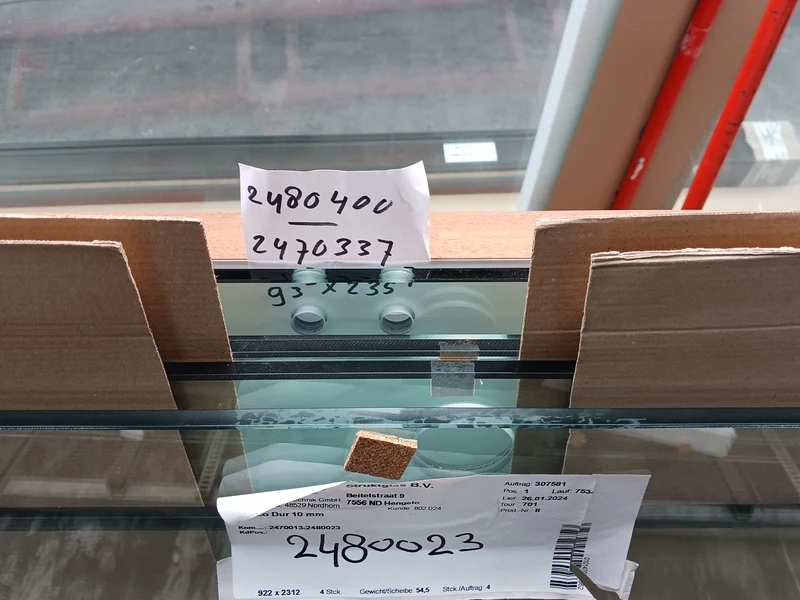 2480400
2470337
93 x 235
Struktglas B.V.
Beitelstraat 9
7556 ND Hengelo
Kunde: 802.024
technik GmbH
48529 Nordhorn
Dur 10 mm
Kom.: 2470013-2480023
KdPos.:
Auftrag: 307581
Pos.: 1 Lauf: 753
Lief: 26.01.2024
Tour: 701
Prod.-Nr.: B
2480023
922 x 2312 4 Stck Gewicht/Scheibe 54,5 Stck./Auftrag 4